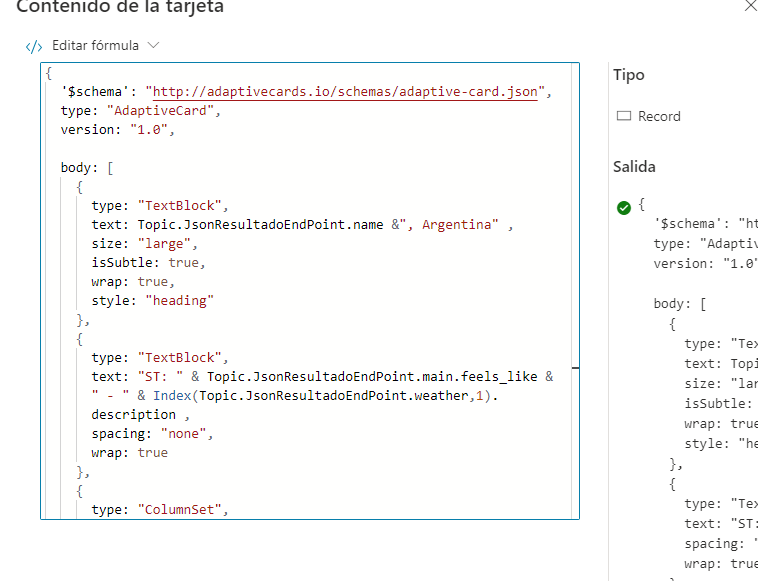 Contenido de la tarjeta
</> Editar fórmula
{
'$schema': "http://adaptivecards.io/schemas/adaptive-card.json",
type: "AdaptiveCard",
version: "1.0",
body: [
{
type: "TextBlock",
text: Topic.JsonResultadoEndPoint.name &", Argentina" ,
size: "large",
isSubtle: true,
wrap: true,
style: "heading"
},
{
type: "TextBlock",
text: "ST: " & Topic.JsonResultadoEndPoint.main.feels_like &
" - " & Index(Topic.JsonResultadoEndPoint.weather,1).
description ,
spacing: "none",
wrap: true
},
{
type: "ColumnSet",
Tipo
Record
Salida
{
'$schema': "ht
type: "Adaptiv
version: "1.0"
body: [
{
type: "Tex
text: Topi
size: "lar
isSubtle:
wrap: true
style: "he
},
{
type: "Tex
text: "ST:
spacing: "
wrap: true